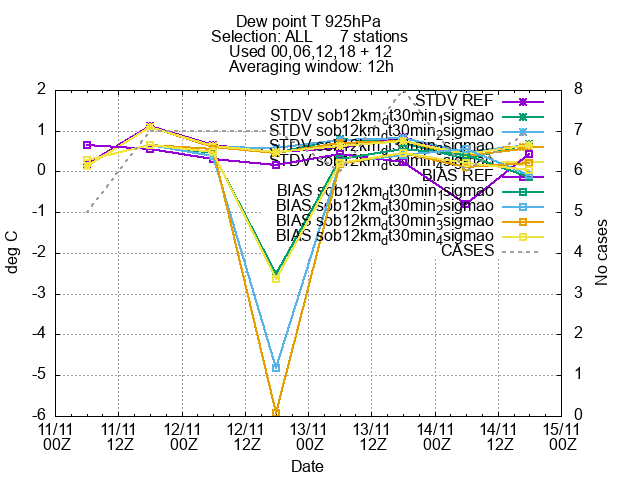 Dew point T 925hPa
Selection: ALL 7 stations
Used 00,06,12,18 + 12
Averaging window: 12h
deg C
No cases
2
1
0
-1
-2
-3
-4
-5
-6
8
7
6
5
4
3
2
1
0
STDV REF
STDV sob12km_dt30min_1sigmao
STDV sob12km_dt30min_2sigmao
STDV sob12km_dt30min_3sigmao
STDV sob12km_dt30min_4sigmao
BIAS REF
BIAS sob12km_dt30min_1sigmao
BIAS sob12km_dt30min_2sigmao
BIAS sob12km_dt30min_3sigmao
BIAS sob12km_dt30min_4sigmao
CASES
11/11 11/11 12/11 12/11 13/11 13/11 14/11 14/11 15/11
00Z 12Z 00Z 12Z 00Z 12Z 00Z 12Z 00Z
Date